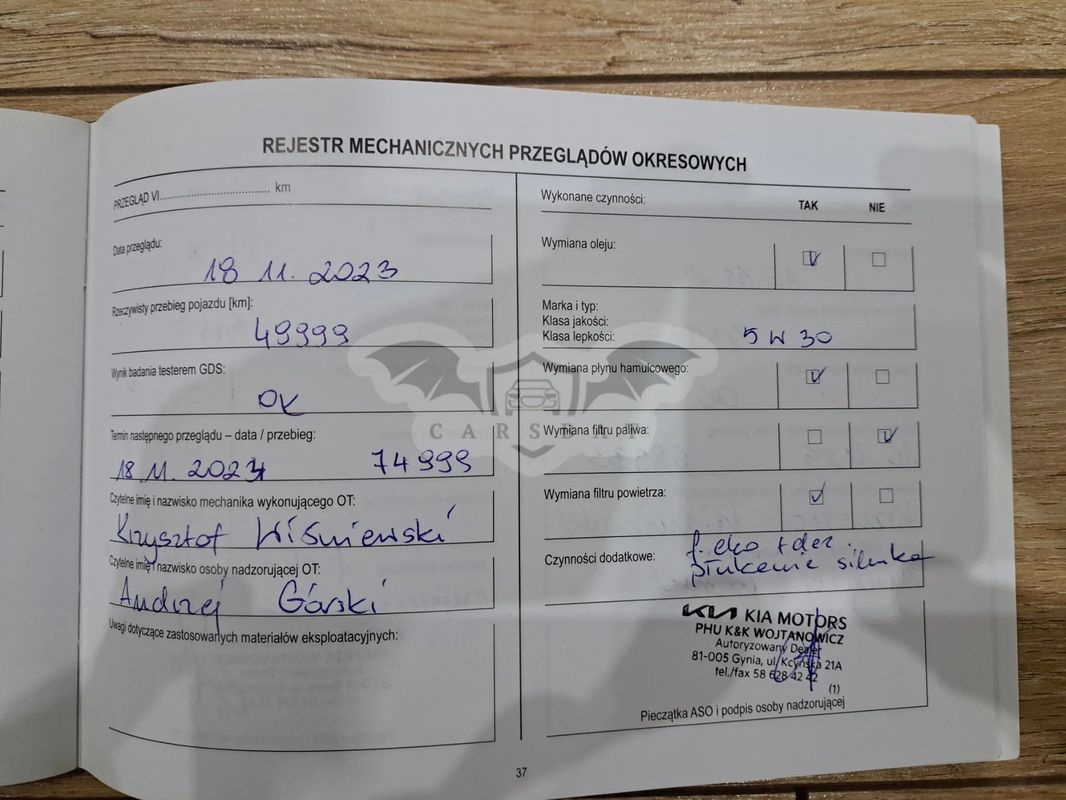 REJESTR MECHANICZNYCH PRZEGLĄDÓW OKRESOWYCH
PRZEGLĄD VI................................ km
Data przeglądu:
18 11. 2023
Rzeczywisty przebieg pojazdu [km]:
49999
Wynik badania testerem GDS:
OK
Termin następnego przeglądu – data / przebieg:
18.11. 2024 74999
Czytelne imię i nazwisko mechanika wykonującego OT:
Krzysztof Wiśniewski
Czytelne imię i nazwisko osoby nadzorującej OT:
Andrzej Górski
Uwagi dotyczące zastosowanych materiałów eksploatacyjnych:
Wykonane czynności:
TAK NIE
Wymiana oleju:
Marka i typ:
Klasa jakości:
Klasa lepkości: 5 W 30
Wymiana płynu hamulcowego:
Wymiana filtru paliwa:
Wymiana filtru powietrza:
Czynności dodatkowe:
płukanie silnika
KIA KIA MOTORS
PHU K&K WOJTANOWICZ
Autoryzowany Dealer
81-005 Gynia, ul. Kcyńska 21A
tel./fax 58 628 42 42
(1)
Pieczątka ASO i podpis osoby nadzorującej
37
CARSBAP